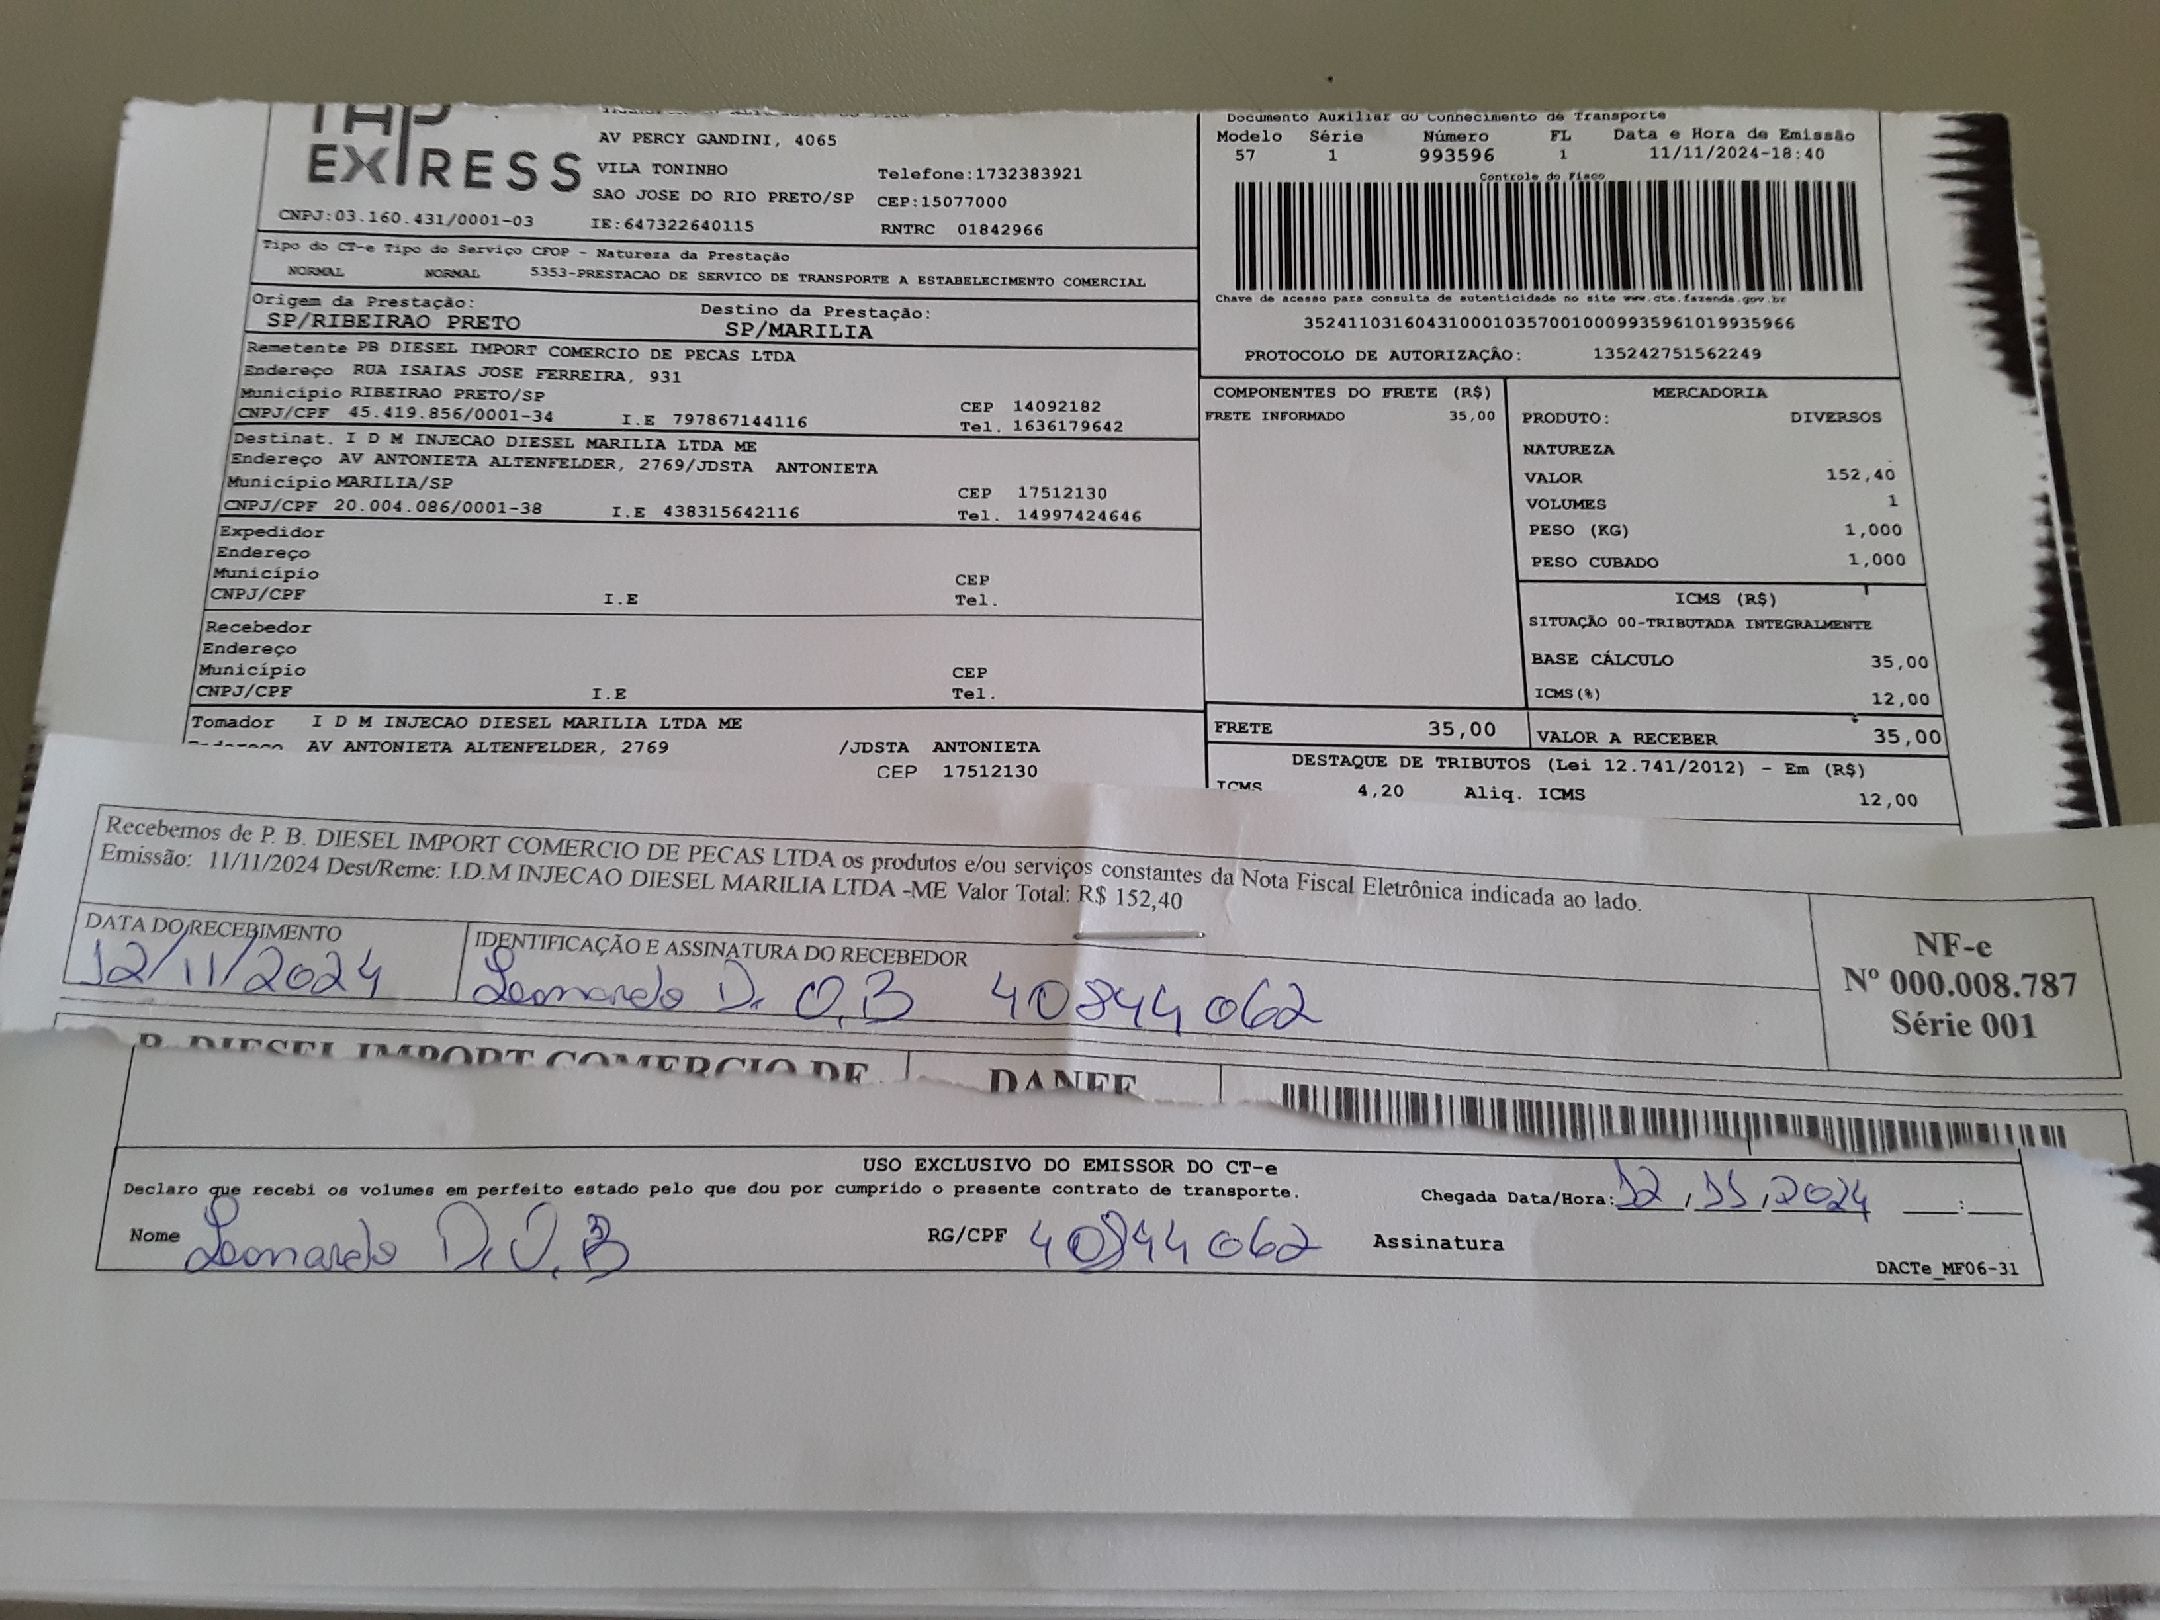 EXPRESS
AV PERCY GANDINI, 4065
VILA TONINHO Telefone:1732383921
SAO JOSE DO RIO PRETO/SP CEP:15077000
CNPJ:03.160.431/0001-03 IE:647322640115 RNTRC 01842966
Tipo do CT-e Tipo do Serviço CFOP - Natureza da Prestação
NORMAL NORMAL 5353-PRESTACAO DE SERVICO DE TRANSPORTE A ESTABELECIMENTO COMERCIAL
Origem da Prestação: Destino da Prestação:
SP/RIBEIRAO PRETO SP/MARILIA
Remetente PB DIESEL IMPORT COMERCIO DE PECAS LTDA
Endereço RUA ISAIAS JOSE FERREIRA, 931
Município RIBEIRAO PRETO/SP CEP 14092182
CNPJ/CPF 45.419.856/0001-34 I.E 797867144116 Tel. 1636179642
Destinat. I D M INJECAO DIESEL MARILIA LTDA ME
Endereço AV ANTONIETA ALTENFELDER, 2769/JDSTA ANTONIETA
Município MARILIA/SP CEP 17512130
CNPJ/CPF 20.004.086/0001-38 I.E 438315642116 Tel. 14997424646
Expedidor
Endereço
Município CEP
CNPJ/CPF I.E Tel.
Recebedor
Endereço
Município CEP
CNPJ/CPF I.E Tel.
Tomador I D M INJECAO DIESEL MARILIA LTDA ME
Endereço AV ANTONIETA ALTENFELDER, 2769 /JDSTA ANTONIETA
CEP 17512130
Documento Auxiliar do Conhecimento de Transporte
Modelo Série Número FL Data e Hora de Emissão
57 1 993596 1 11/11/2024-18:40
Controle do Fisco
Chave de acesso para consulta de autenticidade no site www.cte.fazenda.gov.br
35241103160431000103570010009935961019935966
PROTOCOLO DE AUTORIZAÇÃO: 135242751562249
COMPONENTES DO FRETE (R$)
FRETE INFORMADO 35,00
MERCADORIA
PRODUTO: DIVERSOS
NATUREZA
VALOR 152,40
VOLUMES 1
PESO (KG) 1,000
PESO CUBADO 1,000
ICMS (R$)
SITUAÇÃO 00-TRIBUTADA INTEGRALMENTE
BASE CÁLCULO 35,00
ICMS(%) 12,00
FRETE 35,00 VALOR A RECEBER 35,00
DESTAQUE DE TRIBUTOS (Lei 12.741/2012) - Em (R$)
ICMS 4,20 Aliq. ICMS 12,00
Recebemos de P. B. DIESEL IMPORT COMERCIO DE PECAS LTDA os produtos e/ou serviços constantes da Nota Fiscal Eletrônica indicada ao lado.
Emissão: 11/11/2024 Dest/Reme: I.D.M INJECAO DIESEL MARILIA LTDA -ME Valor Total: R$ 152,40
DATA DO RECEBIMENTO IDENTIFICAÇÃO E ASSINATURA DO RECEBEDOR
12/11/2024 Leonardo D. O. B 40844062
NF-e
Nº 000.008.787
Série 001
B. DIESEL IMPORT COMERCIO DE DANFE
USO EXCLUSIVO DO EMISSOR DO CT-e
Declaro que recebi os volumes em perfeito estado pelo que dou por cumprido o presente contrato de transporte. Chegada Data/Hora: 12, 11, 2024 __:__
Nome Leonardo D. O. B RG/CPF 40844062 Assinatura
DACTe_MF06-31